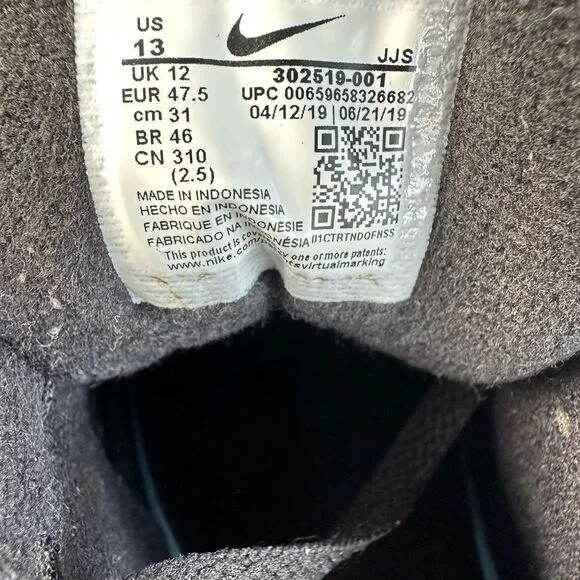 US
13
JJS
UK 12
302519-001
EUR 47.5
UPC 00659658326682
cm 31
04/12/19 | 06/21/19
BR 46
CN 310
(2.5)
MADE IN INDONESIA
HECHO EN INDONESIA
FABRIQUE EN INDONESIE
FABRICADO NA INDONÉSIA 01CTRTNDOFNSS
This product is covered by one or more patents:
www.nike.com/ virtualmarking